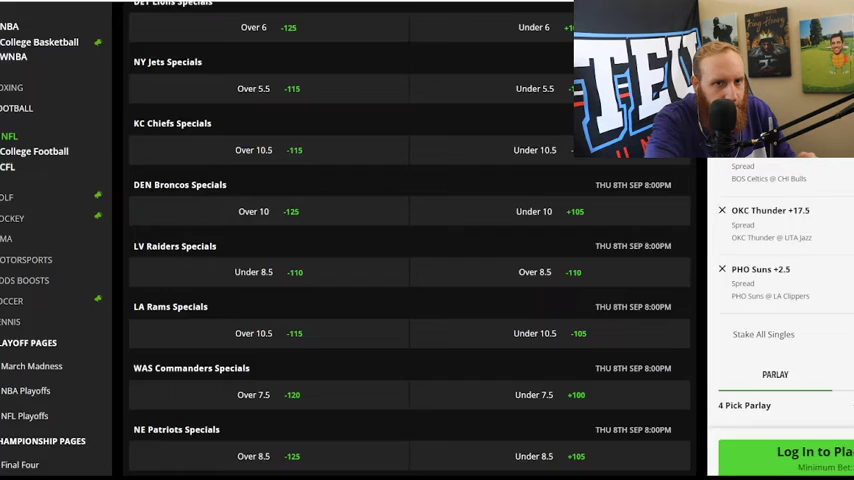 NBA
College Basketball
WNBA
OXING
OOTBALL
NFL
College Football
CFL
OLF
OCKEY
MA
OTORSPORTS
DDS BOOSTS
OCCER
ENNIS
LAYOFF PAGES
March Madness
NBA Playoffs
NFL Playoffs
HAMPIONSHIP PAGES
Final Four
DET Lions Specials
Over 6 -125
Under 6
NY Jets Specials
Over 5.5 -115
Under 5.5
KC Chiefs Specials
Over 10.5 -115
Under 10.5
DEN Broncos Specials THU 8TH SEP 8:00PM
Over 10 -125
Under 10 +105
LV Raiders Specials THU 8TH SEP 8:00PM
Under 8.5 -110
Over 8.5 -110
LA Rams Specials THU 8TH SEP 8:00PM
Over 10.5 -115
Under 10.5 -105
WAS Commanders Specials THU 8TH SEP 8:00PM
Over 7.5 -120
Under 7.5 +100
NE Patriots Specials THU 8TH SEP 8:00PM
Over 8.5 -125
Under 8.5 +105
TEU
King Henry
Spread
BOS Celtics @ CHI Bulls
OKC Thunder +17.5
Spread
OKC Thunder @ UTA Jazz
PHO Suns +2.5
Spread
PHO Suns @ LA Clippers
Stake All Singles
PARLAY
4 Pick Parlay
Log In to Pla
Minimum Bet: